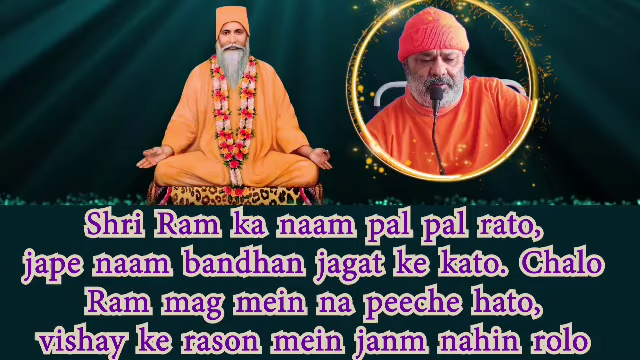 Shri Ram ka naam pal pal rato,
jape naam bandhan jagat ke kato. Chalo
Ram mag mein na peeche hato,
vishay ke rason mein janm nahin rolo